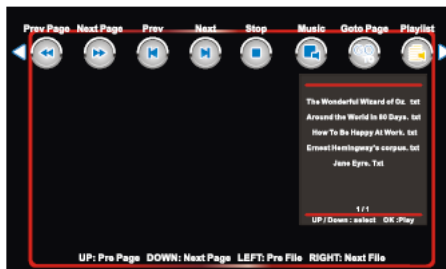 Prev Page Next Page Prev Next Stop Music Goto Page Playlist
The Wonderful Wizard of Oz. txt
Around the World in 80 Days. txt
How To Be Happy At Work. txt
Ernest Hemingway's corpus. txt
Jane Eyre. Txt
1 / 1
UP / Down : select OK :Play
UP: Pre Page DOWN: Next Page LEFT: Pre File RIGHT: Next File